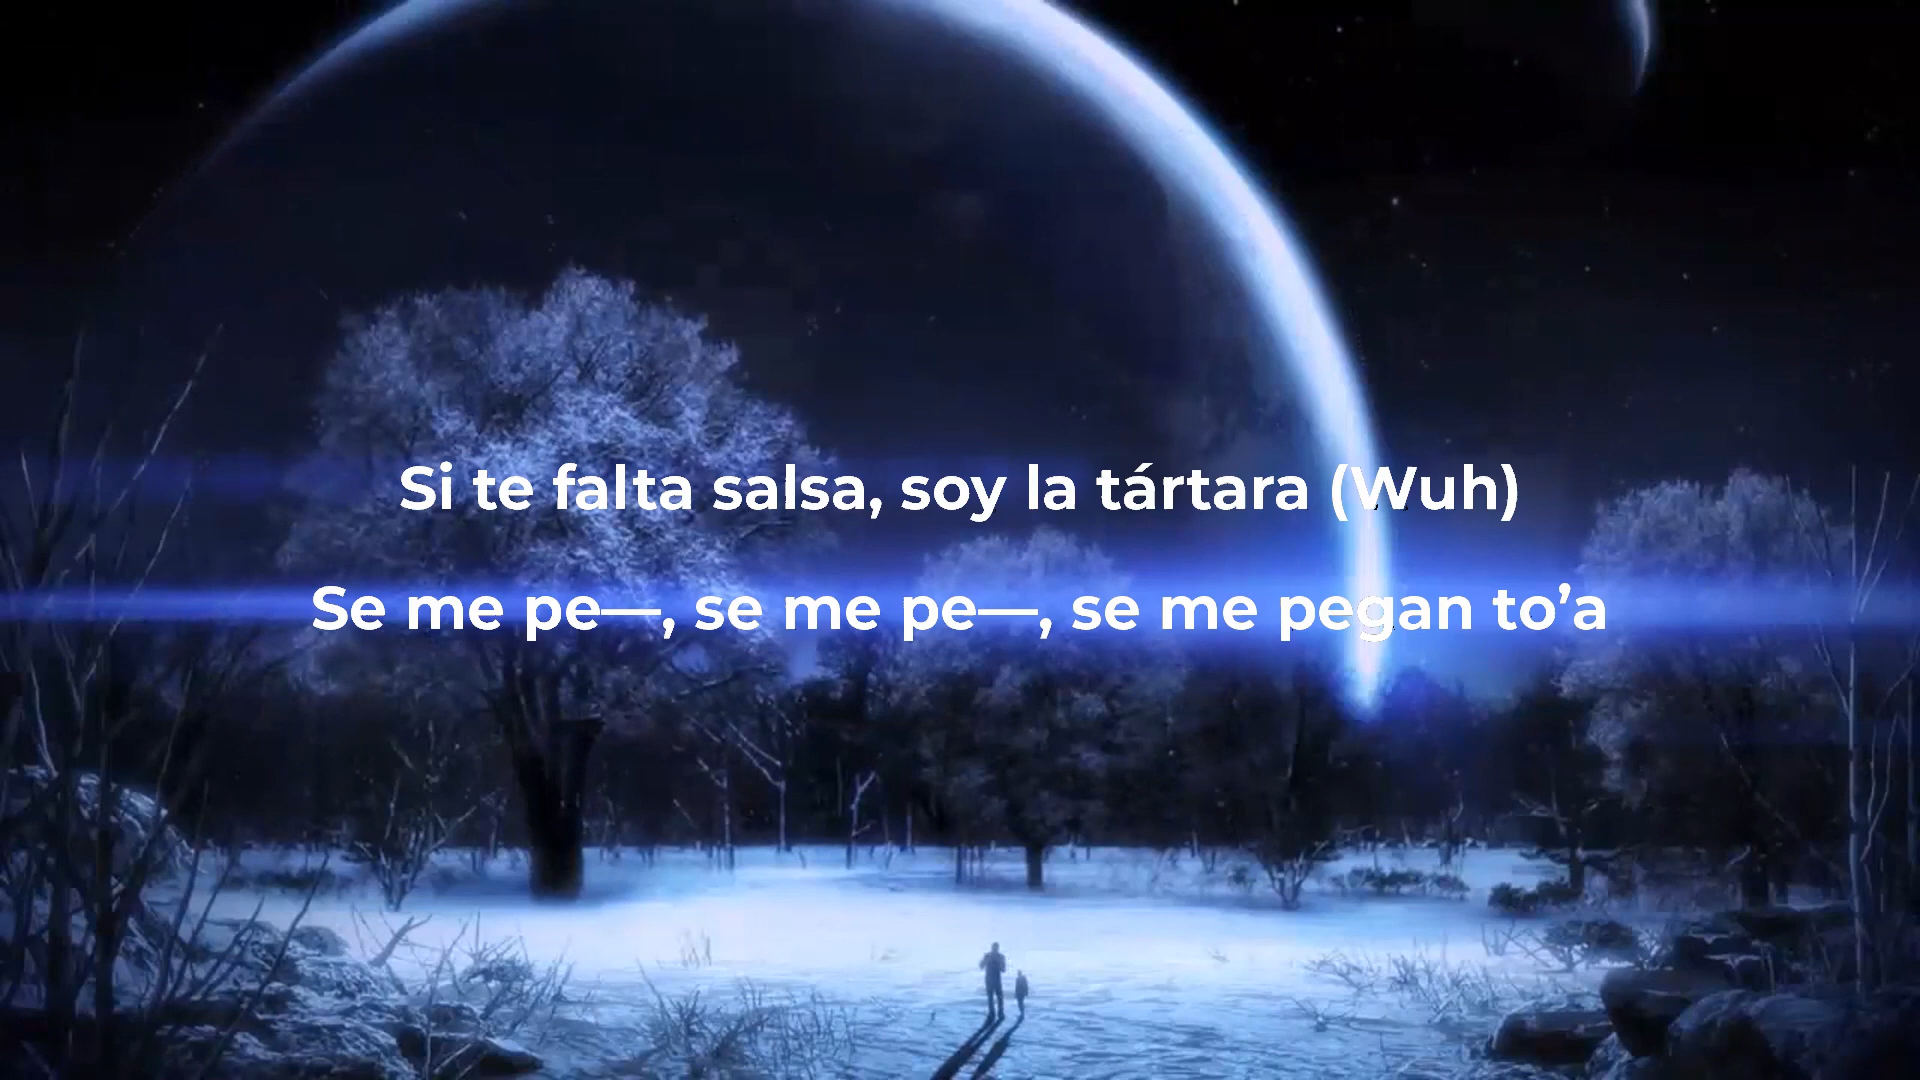 Si te falta salsa, soy la tártara (Wuh)
Se me pe—, se me pe—, se me pegan to’a